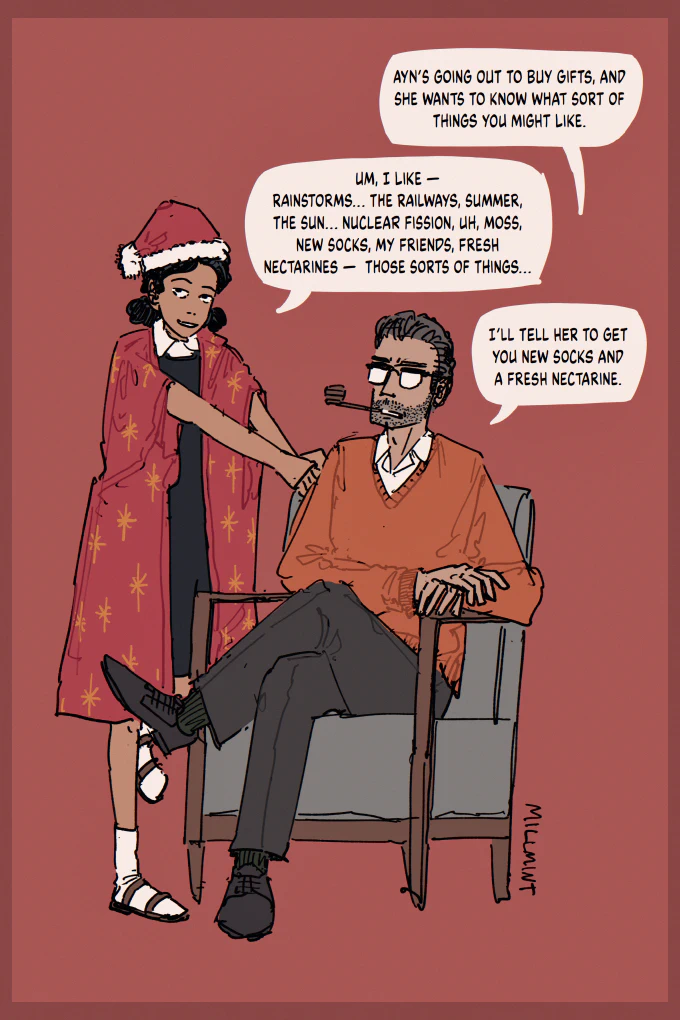 AYN'S GOING OUT TO BUY GIFTS, AND
SHE WANTS TO KNOW WHAT SORT OF
THINGS YOU MIGHT LIKE.
UM, I LIKE —
RAINSTORMS... THE RAILWAYS, SUMMER,
THE SUN... NUCLEAR FISSION, UH, MOSS,
NEW SOCKS, MY FRIENDS, FRESH
NECTARINES — THOSE SORTS OF THINGS...
I'LL TELL HER TO GET
YOU NEW SOCKS AND
A FRESH NECTARINE.
MILLMINT